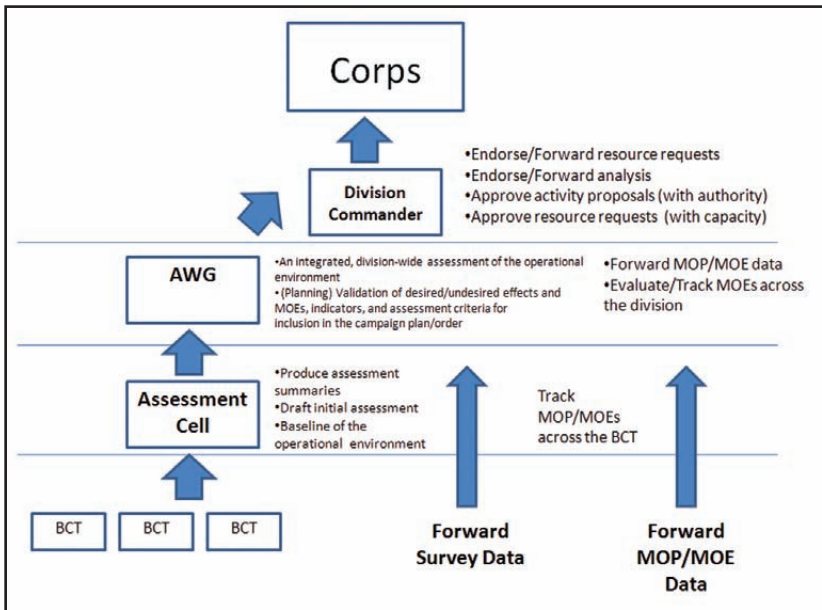 Corps
Division
Commander
•Endorse/Forward resource requests
•Endorse/Forward analysis
•Approve activity proposals (with authority)
•Approve resource requests (with capacity)
AWG
•An integrated, division-wide assessment of the operational
environment
•(Planning) Validation of desired/undesired effects and
MOEs, indicators, and assessment criteria for
inclusion in the campaign plan/order
•Forward MOP/MOE data
•Evaluate/Track MOEs across
the division
Assessment
Cell
•Produce assessment
summaries
•Draft initial assessment
•Baseline of the
operational environment
Track
MOP/MOEs
across the BCT
BCT
BCT
BCT
Forward
Survey Data
Forward
MOP/MOE
Data